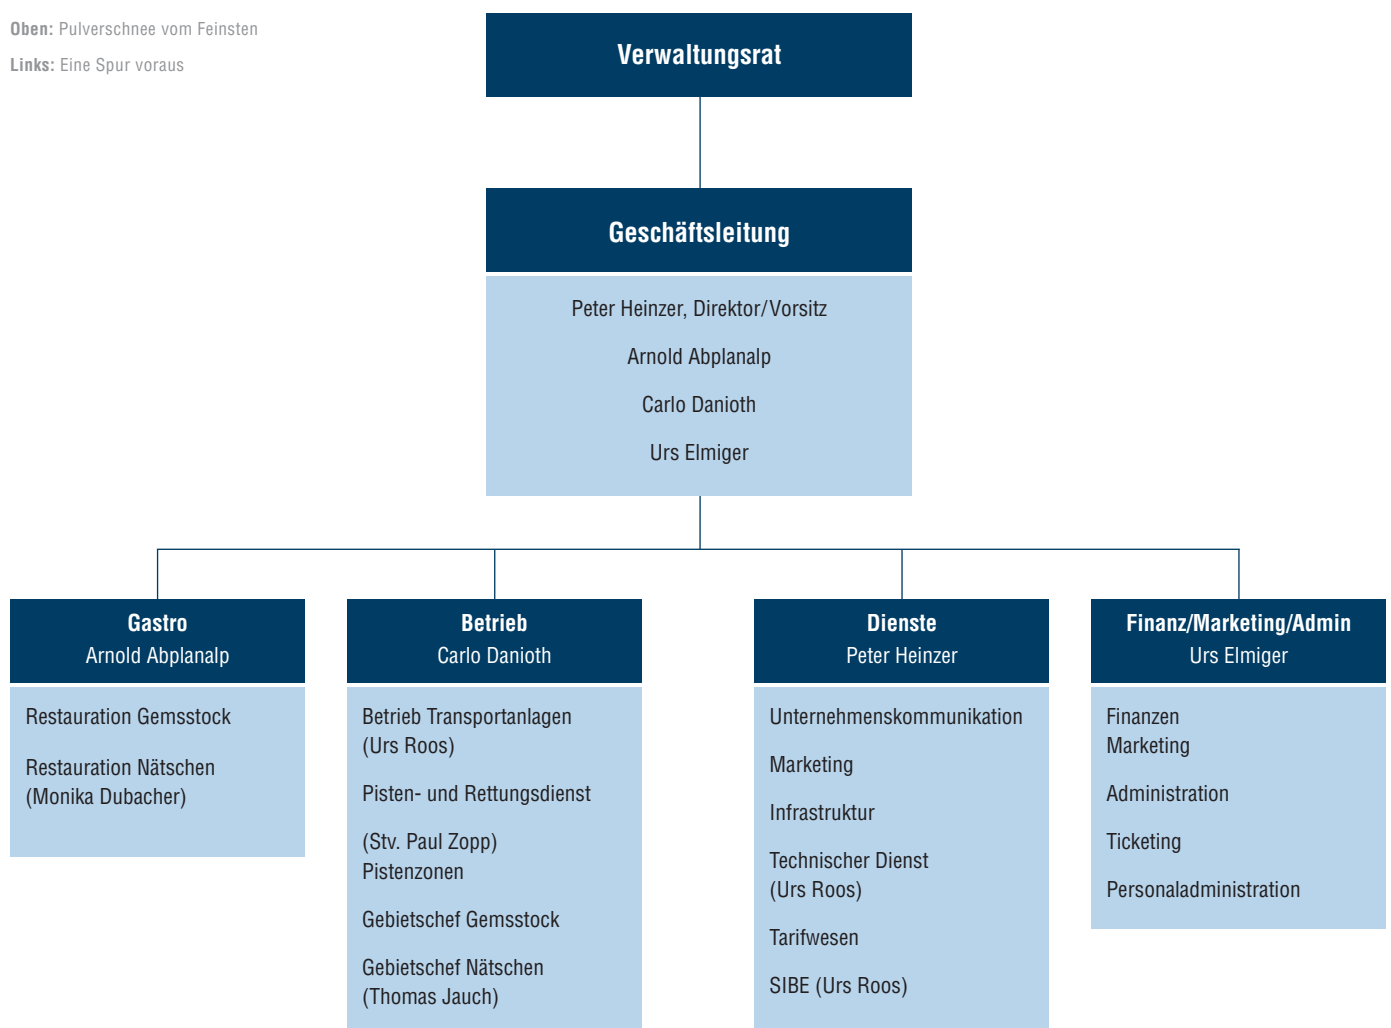 Oben: Pulverschnee vom Feinsten
Links: Eine Spur voraus
Verwaltungsrat
Geschäftsleitung
Peter Heinzer, Direktor/Vorsitz
Arnold Abplanalp
Carlo Danioth
Urs Elmiger
Gastro
Arnold Abplanalp
Restauration Gemsstock
Restauration Nätschen
(Monika Dubacher)
Betrieb
Carlo Danioth
Betrieb Transportanlagen
(Urs Roos)
Pisten- und Rettungsdienst
(Stv. Paul Zopp)
Pistenzonen
Gebietschef Gemsstock
Gebietschef Nätschen
(Thomas Jauch)
Dienste
Peter Heinzer
Unternehmenskommunikation
Marketing
Infrastruktur
Technischer Dienst
(Urs Roos)
Tarifwesen
SIBE (Urs Roos)
Finanz/Marketing/Admin
Urs Elmiger
Finanzen
Marketing
Administration
Ticketing
Personaladministration